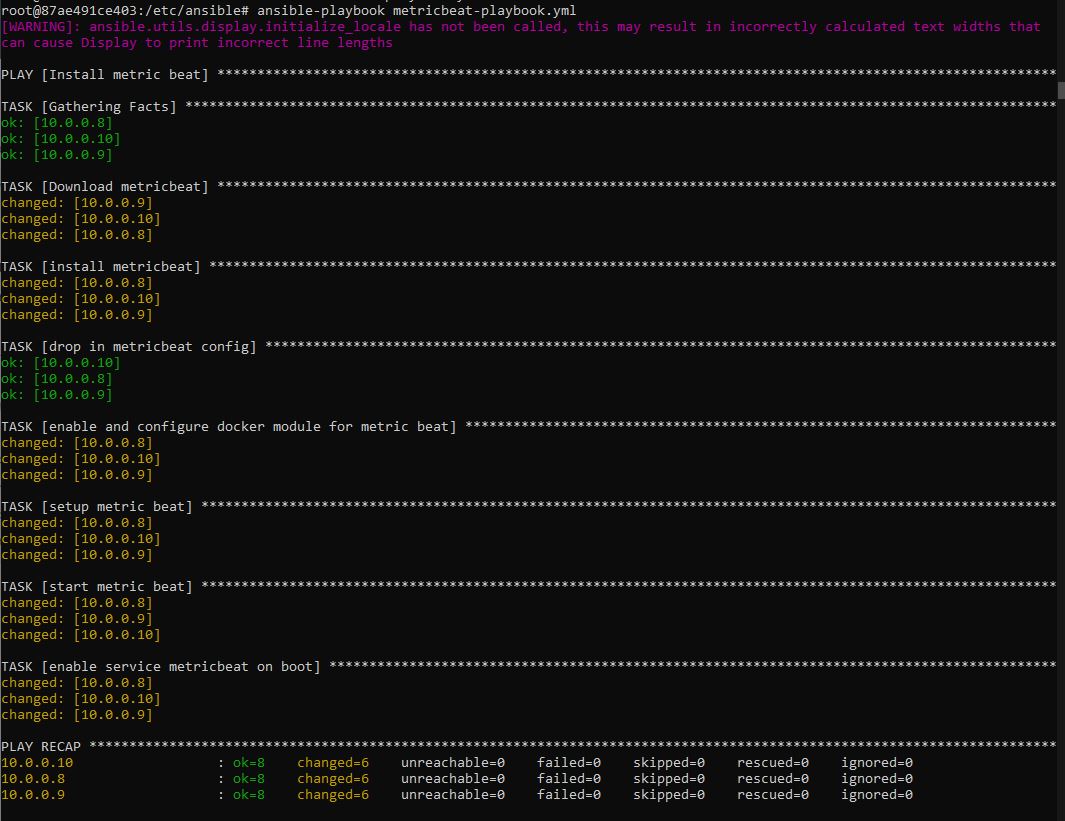 root@87ae491ce403:/etc/ansible# ansible-playbook metricbeat-playbook.yml
[WARNING]: ansible.utils.display.initialize_locale has not been called, this may result in incorrectly calculated text widths that
can cause Display to print incorrect line lengths
PLAY [Install metric beat] *********************************************************************************************************
TASK [Gathering Facts] *************************************************************************************************************
ok: [10.0.0.8]
ok: [10.0.0.10]
ok: [10.0.0.9]
TASK [Download metricbeat] *********************************************************************************************************
changed: [10.0.0.9]
changed: [10.0.0.10]
changed: [10.0.0.8]
TASK [install metricbeat] **********************************************************************************************************
changed: [10.0.0.8]
changed: [10.0.0.10]
changed: [10.0.0.9]
TASK [drop in metricbeat config] ***************************************************************************************************
ok: [10.0.0.10]
ok: [10.0.0.8]
ok: [10.0.0.9]
TASK [enable and configure docker module for metric beat] **************************************************************************
changed: [10.0.0.8]
changed: [10.0.0.10]
changed: [10.0.0.9]
TASK [setup metric beat] ***********************************************************************************************************
changed: [10.0.0.8]
changed: [10.0.0.10]
changed: [10.0.0.9]
TASK [start metric beat] ***********************************************************************************************************
changed: [10.0.0.8]
changed: [10.0.0.9]
changed: [10.0.0.10]
TASK [enable service metricbeat on boot] *******************************************************************************************
changed: [10.0.0.8]
changed: [10.0.0.10]
changed: [10.0.0.9]
PLAY RECAP *************************************************************************************************************************
10.0.0.10                  : ok=8    changed=6    unreachable=0    failed=0    skipped=0    rescued=0    ignored=0
10.0.0.8                   : ok=8    changed=6    unreachable=0    failed=0    skipped=0    rescued=0    ignored=0
10.0.0.9                   : ok=8    changed=6    unreachable=0    failed=0    skipped=0    rescued=0    ignored=0